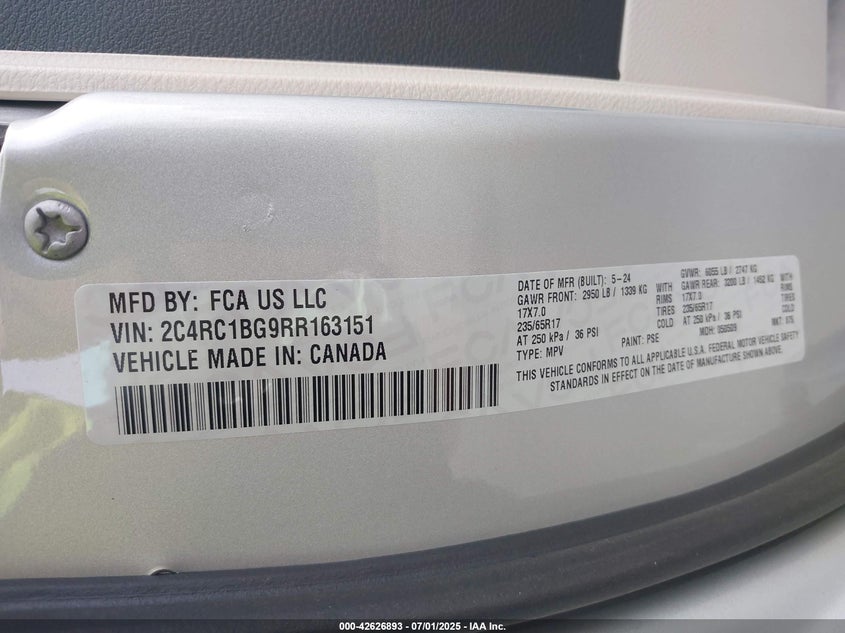 MFD BY: FCA US LLC
VIN: 2C4RC1BG9RR163151
VEHICLE MADE IN: CANADA
DATE OF MFR (BUILT): 5-24 GVWR: 6055 LB / 2747 KG
GAWR FRONT: 2950 LB / 1339 KG WITH GAWR REAR: 3200 LB / 1452 KG WITH
17X7.0 RIMS 17X7.0 RIMS
235/65R17 TIRES 235/65R17 TIRES
AT 250 kPa / 36 PSI COLD AT 250 kPa / 36 PSI COLD
TYPE: MPV PAINT: PSE MDH: 050509 MKT:
THIS VEHICLE CONFORMS TO ALL APPLICABLE U.S.A. FEDERAL MOTOR VEHICLE SAFETY
STANDARDS IN EFFECT ON THE DATE OF MANUFACTURE SHOWN ABOVE.
000-42626893 / 07/01/2025 - IAA Inc.